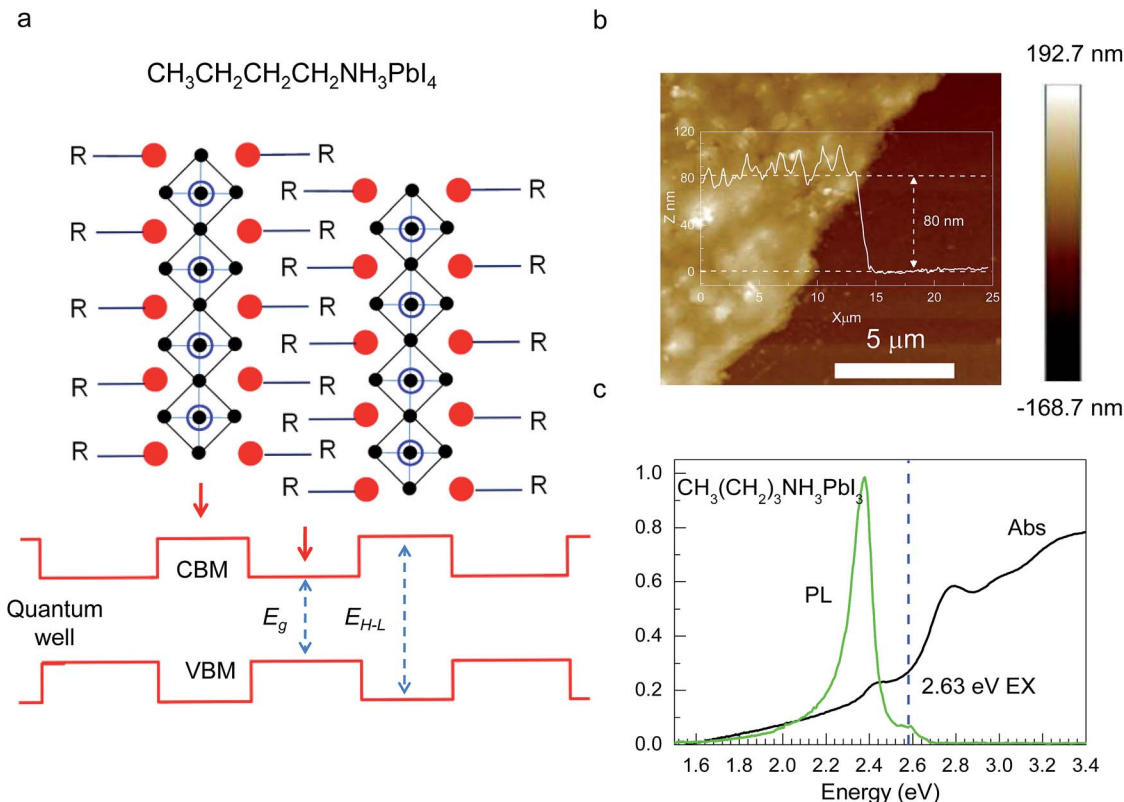 a
CH₃CH₂CH₂CH₂NH₃PbI₄
R R
R R
R R
R R
R R
R R
R R
R R
R R
R R
CBM
Quantum
well
E_g
E_H-L
VBM
b
192.7 nm
-168.7 nm
120
80
40
0
Z nm
80 nm
0 5 10 15 20 25
Xμm
5 μm
c
1.0
0.8
0.6
0.4
0.2
0.0
CH₃(CH₂)₃NH₃PbI₃
Abs
PL
2.63 eV EX
1.6 1.8 2.0 2.2 2.4 2.6 2.8 3.0 3.2 3.4
Energy (eV)